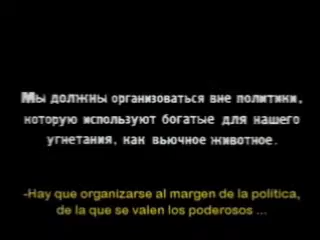 Мы должны организоваться вне политики,
которую используют богатые для нашего
угнетания, как вьючное животное.
-Hay que organizarse al margen de la política,
de la que se valen los poderosos ...